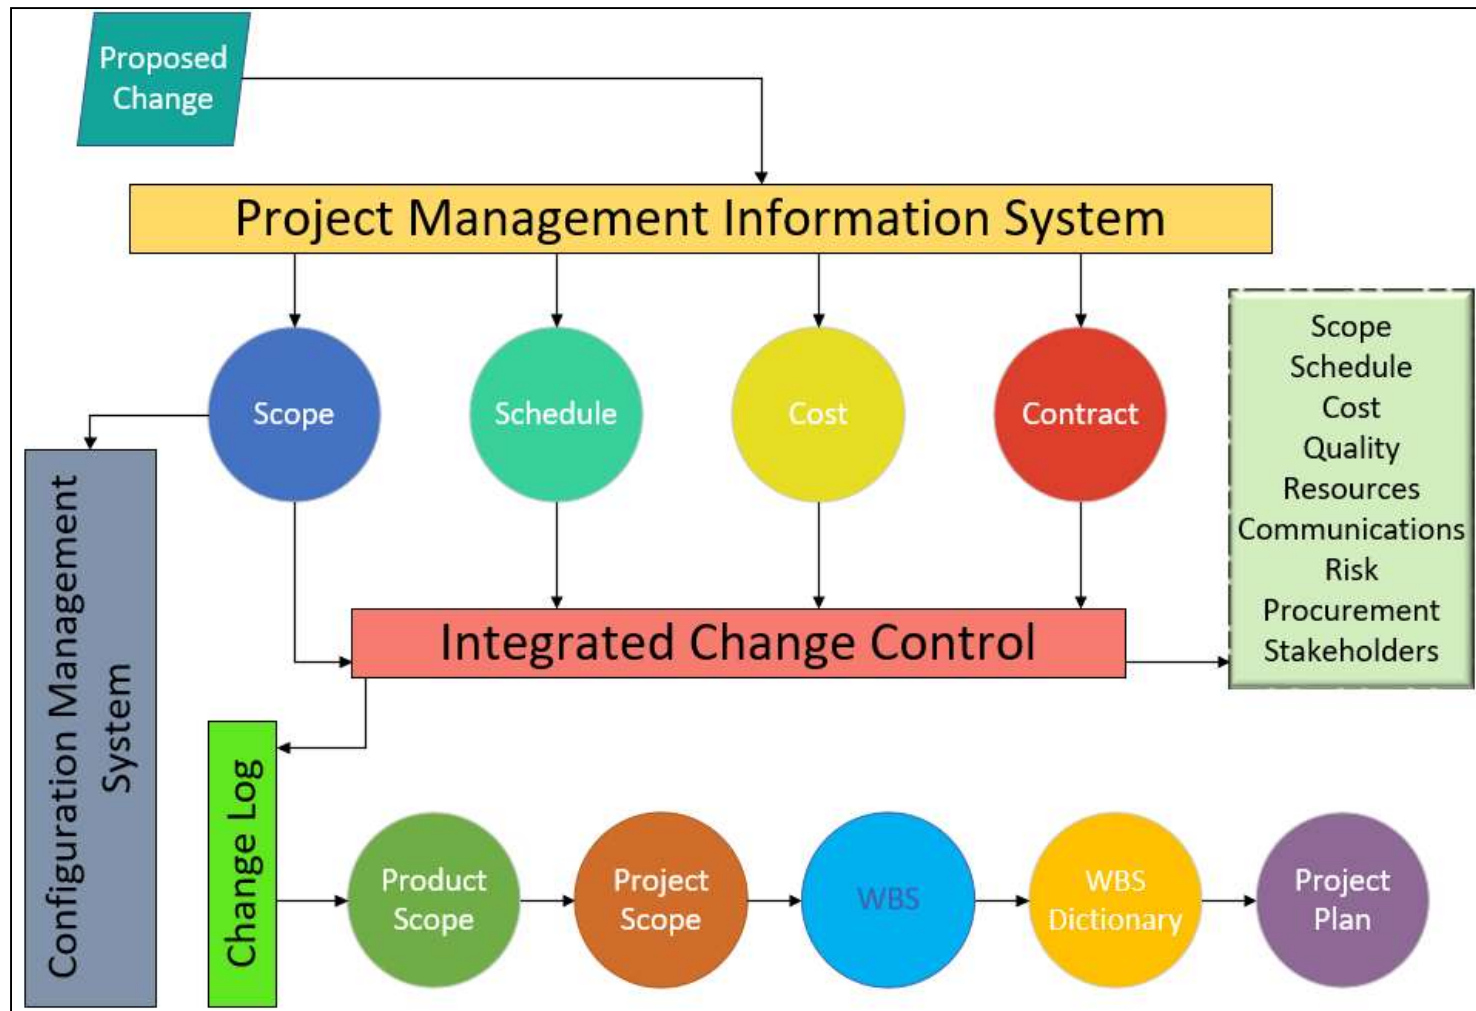 Proposed
Change
Project Management Information System
Scope
Schedule
Cost
Contract
Scope
Schedule
Cost
Quality
Resources
Communications
Risk
Procurement
Stakeholders
Configuration Management
System
Integrated Change Control
Change Log
Product
Scope
Project
Scope
WBS
WBS
Dictionary
Project
Plan